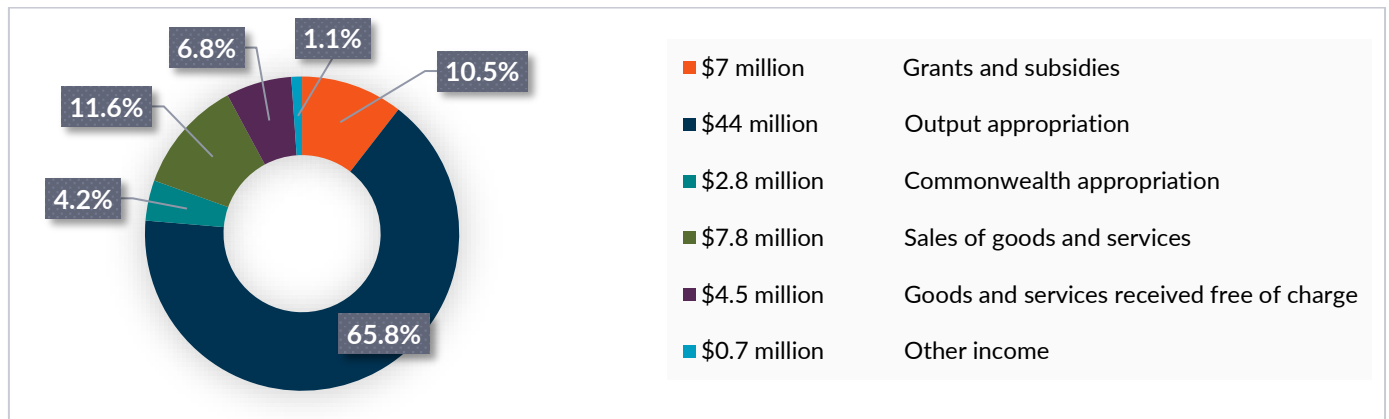 6.8%
1.1%
10.5%
11.6%
4.2%
65.8%
$7 million Grants and subsidies
$44 million Output appropriation
$2.8 million Commonwealth appropriation
$7.8 million Sales of goods and services
$4.5 million Goods and services received free of charge
$0.7 million Other income